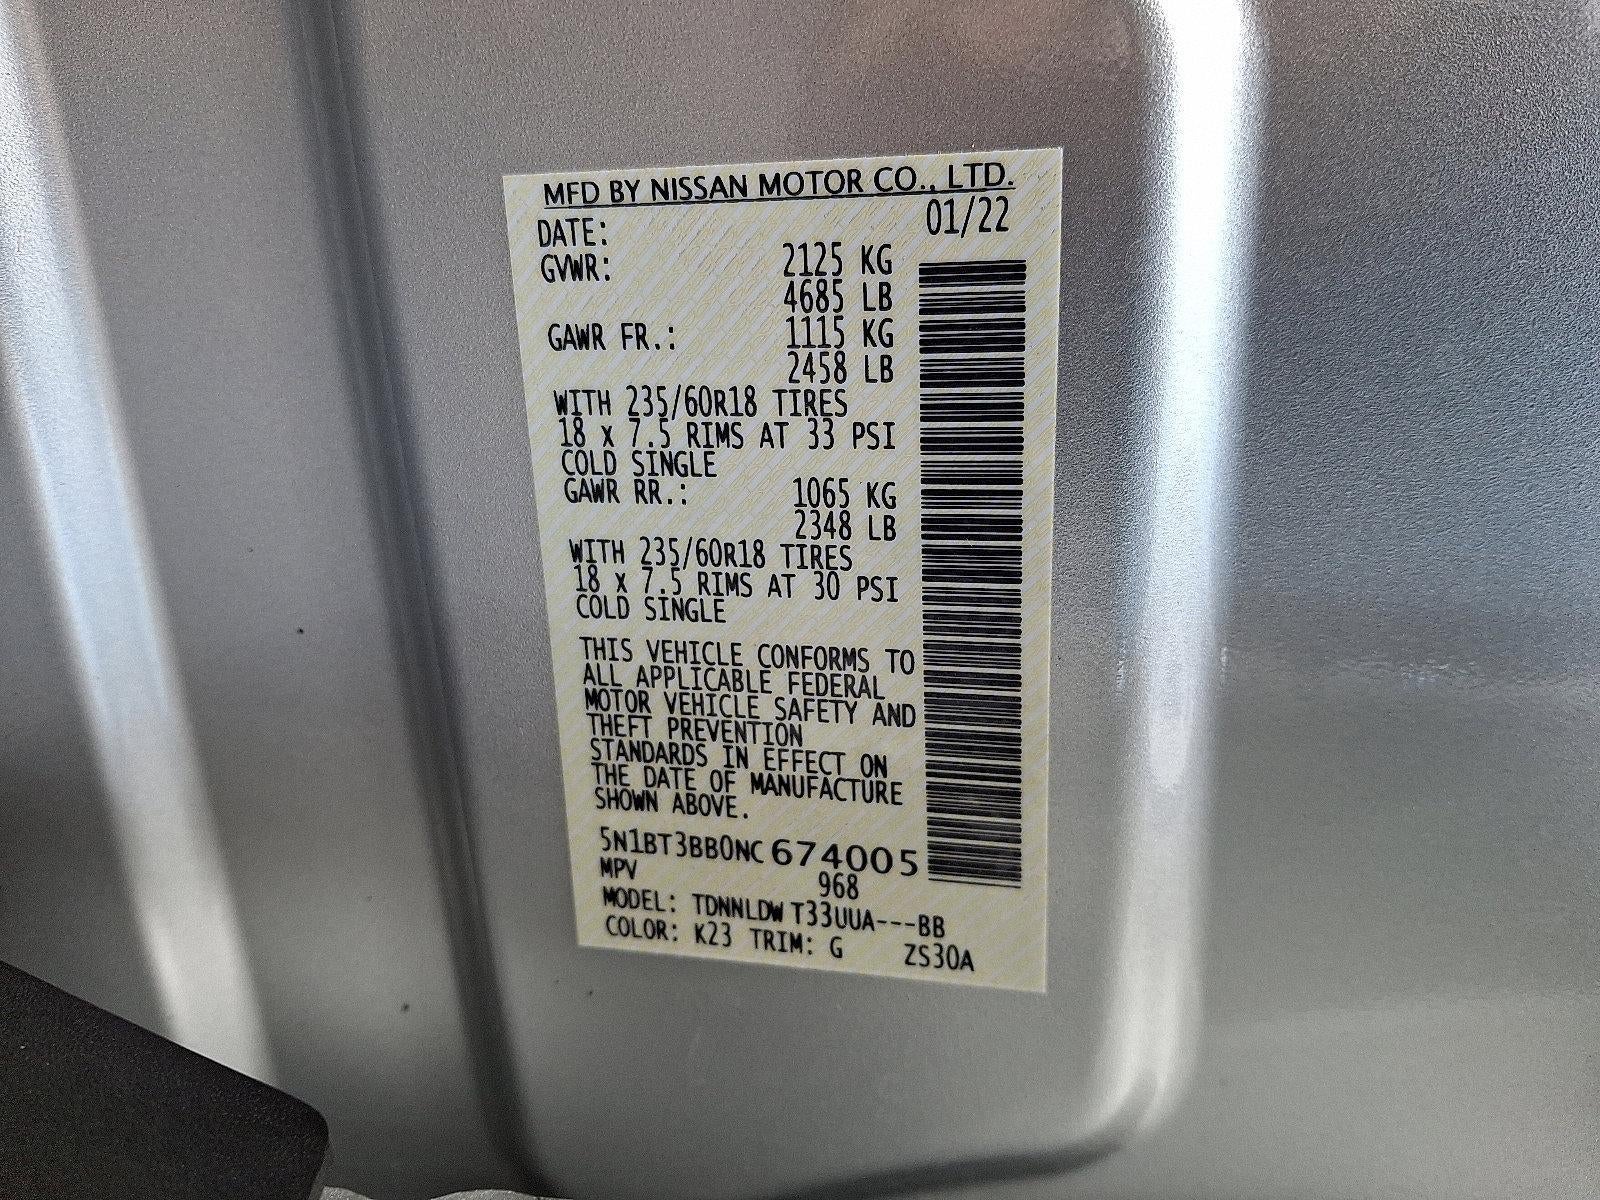 MFD BY NISSAN MOTOR CO., LTD.
DATE: 01/22
GVWR: 2125 KG
4685 LB
GAWR FR.: 1115 KG
2458 LB
WITH 235/60R18 TIRES
18 x 7.5 RIMS AT 33 PSI
COLD SINGLE
GAWR RR.: 1065 KG
2348 LB
WITH 235/60R18 TIRES
18 x 7.5 RIMS AT 30 PSI
COLD SINGLE
THIS VEHICLE CONFORMS TO
ALL APPLICABLE FEDERAL
MOTOR VEHICLE SAFETY AND
THEFT PREVENTION
STANDARDS IN EFFECT ON
THE DATE OF MANUFACTURE
SHOWN ABOVE.
5N1BT3BB0NC674005
MPV 968
MODEL: TDNNLDWT33UUA---BB
COLOR: K23 TRIM: G ZS30A